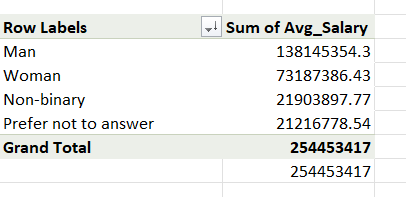 Row Labels Sum of Avg_Salary
Man 138145354.3
Woman 73187386.43
Non-binary 21903897.77
Prefer not to answer 21216778.54
Grand Total 254453417
254453417